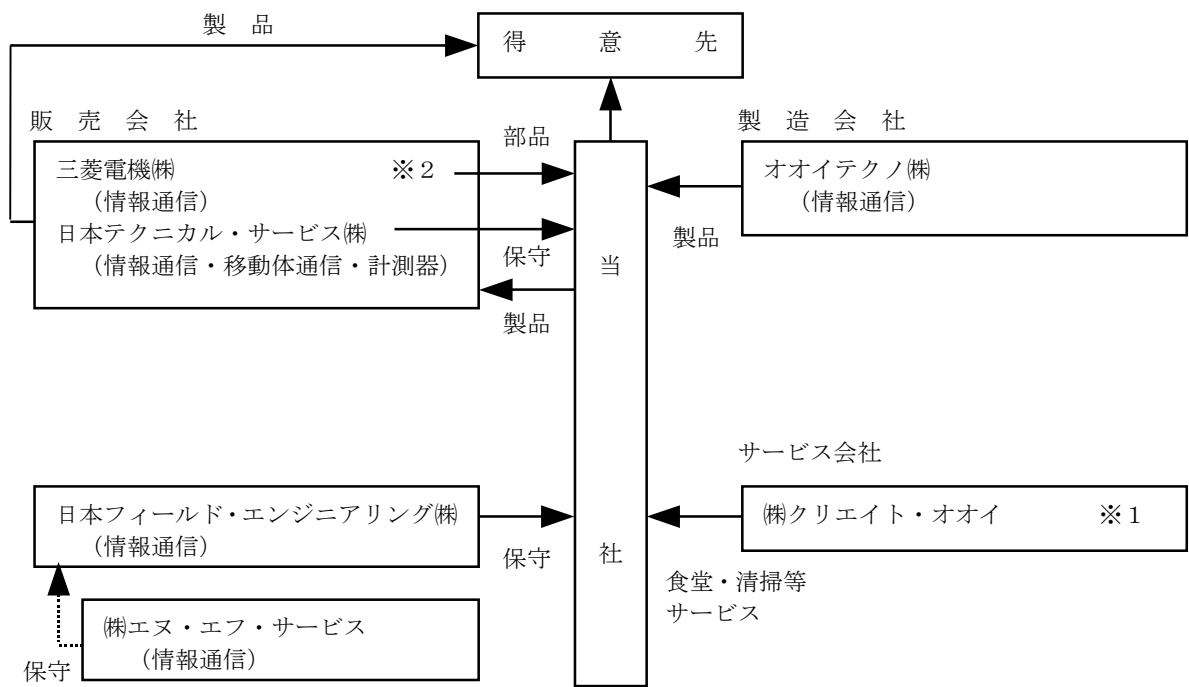 製　品
得　意　先
販　売　会　社
三菱電機㈱　※２
（情報通信）
日本テクニカル・サービス㈱
（情報通信・移動体通信・計測器）
部品
保守
製品
当
社
製　造　会　社
オオイテクノ㈱
（情報通信）
製品
サービス会社
㈱クリエイト・オオイ　※１
食堂・清掃等
サービス
日本フィールド・エンジニアリング㈱
（情報通信）
保守
㈱エヌ・エフ・サービス
（情報通信）
保守